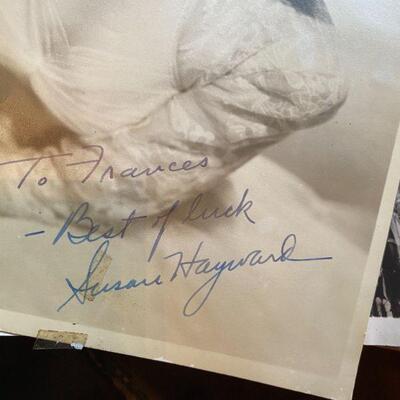 To Frances
- Best of luck
Susan Hayward